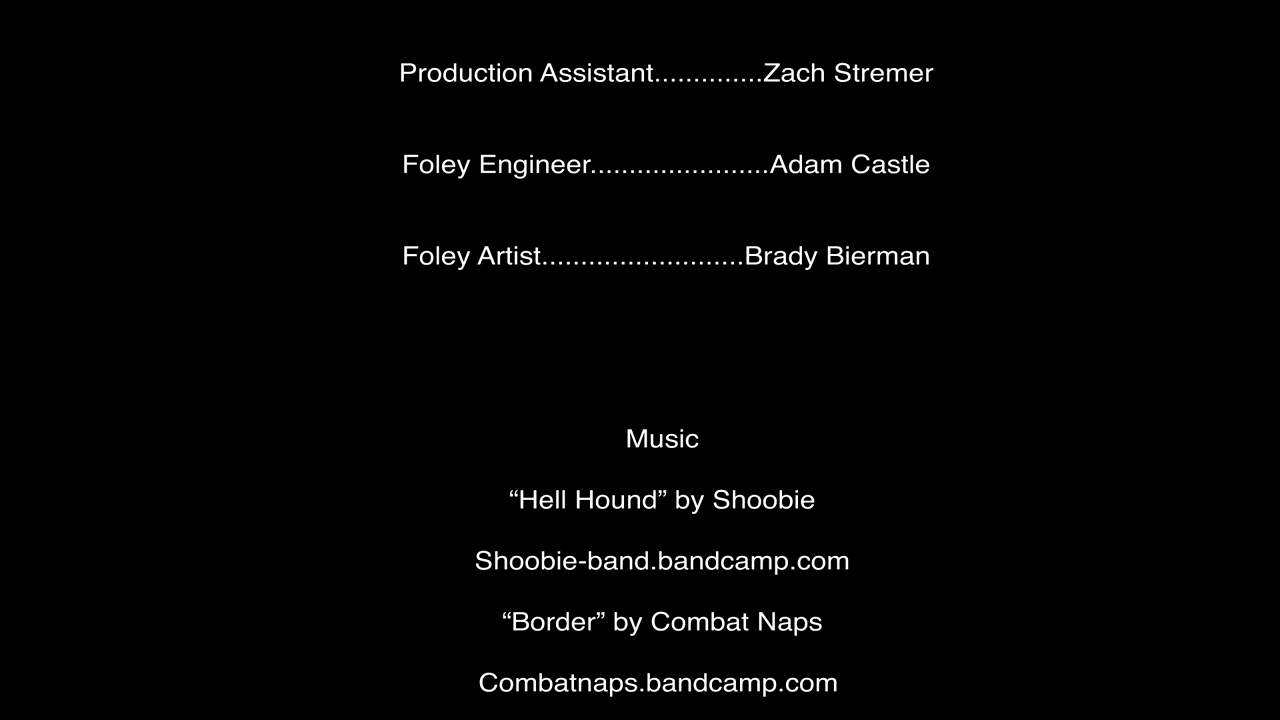 Production Assistant..............Zach Stremer
Foley Engineer.......................Adam Castle
Foley Artist..........................Brady Bierman
Music
“Hell Hound” by Shoobie
Shoobie-band.bandcamp.com
“Border” by Combat Naps
Combatnaps.bandcamp.com